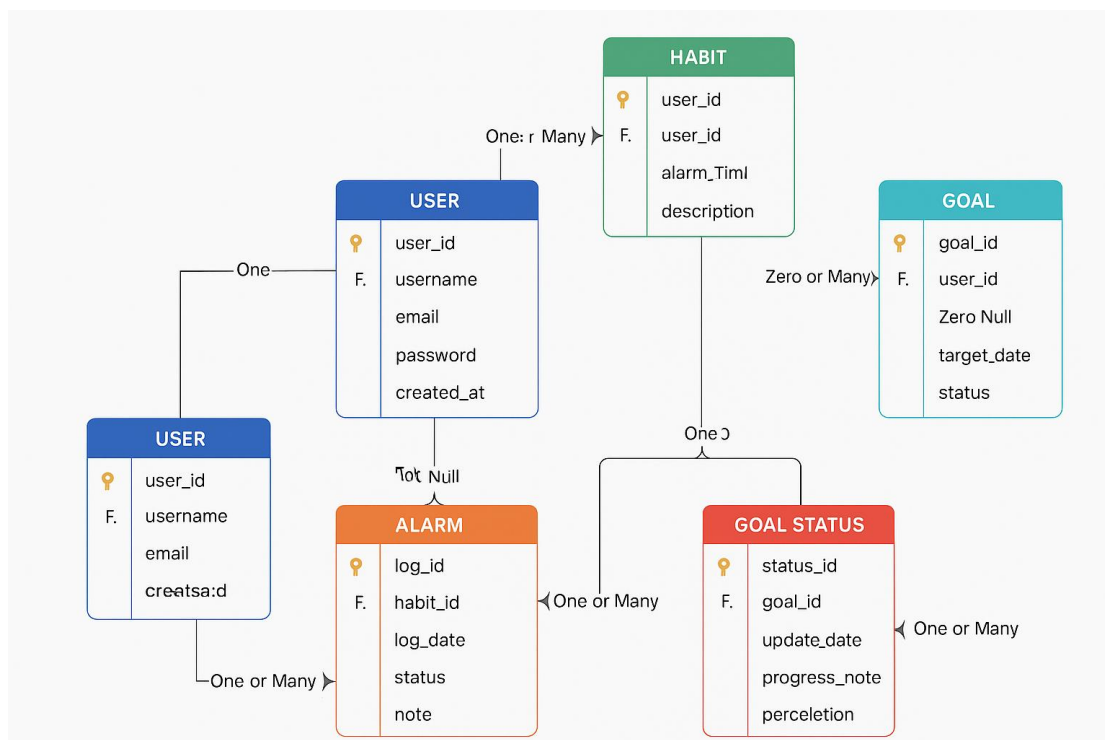 HABIT
user_id
F. user_id
alarm_Timl
description
One: r Many
USER
user_id
F. username
email
password
created_at
GOAL
goal_id
F. user_id
Zero Null
target_date
status
Zero or Many
One
USER
user_id
F. username
email
One
Null
ALARM
log_id
F. habit_id
log_date
status
note
GOAL STATUS
status_id
F. goal_id
update_date
progress_note
perceletion
One or Many
One or Many
One or Many